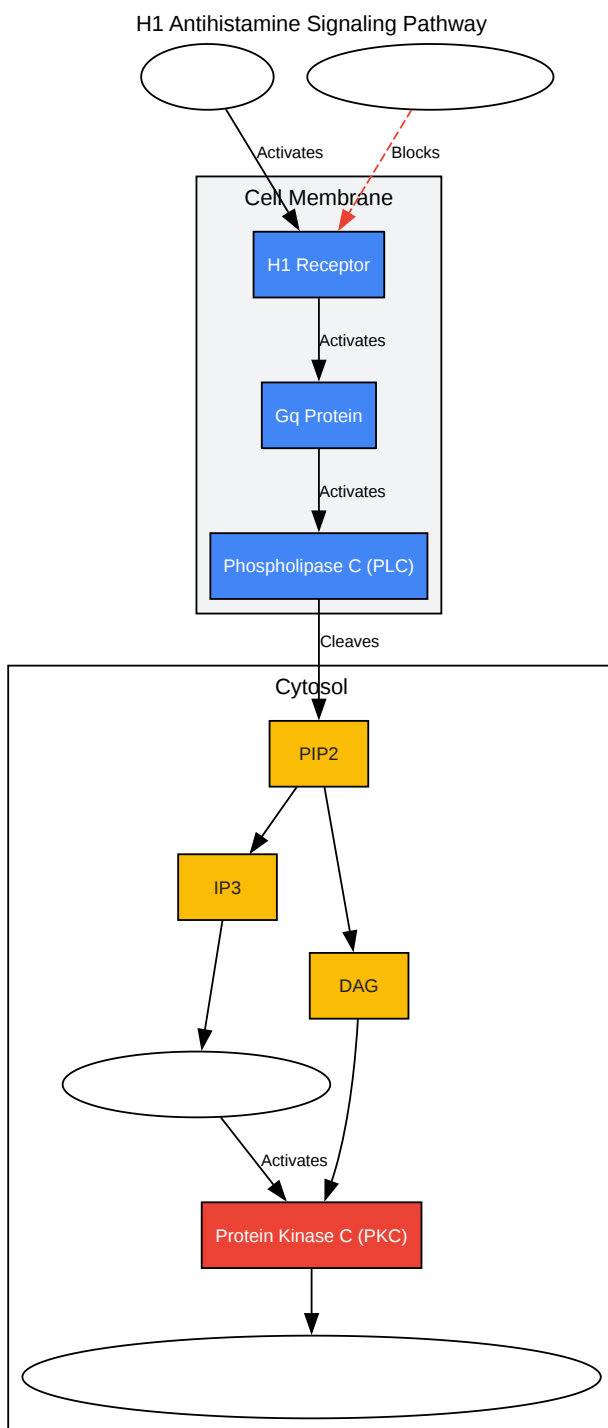 H1 Antihistamine Signaling Pathway
Activates
Blocks
Cell Membrane
H1 Receptor
Activates
Gq Protein
Activates
Phospholipase C (PLC)
Cleaves
Cytosol
PIP2
IP3
DAG
Activates
Protein Kinase C (PKC)